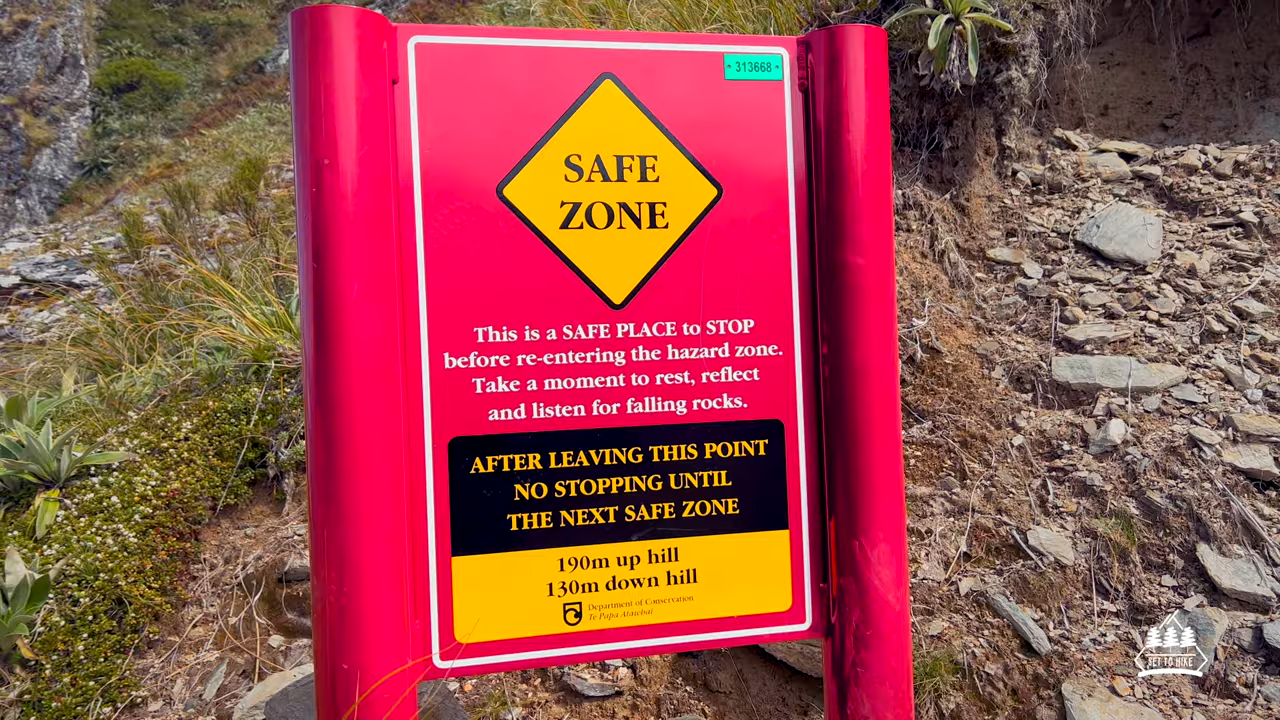 313668
SAFE
ZONE
This is a SAFE PLACE to STOP
before re-entering the hazard zone.
Take a moment to rest, reflect
and listen for falling rocks.
AFTER LEAVING THIS POINT
NO STOPPING UNTIL
THE NEXT SAFE ZONE
190m up hill
130m down hill
Department of Conservation
Te Papa Atawhai
SET TO HIKE